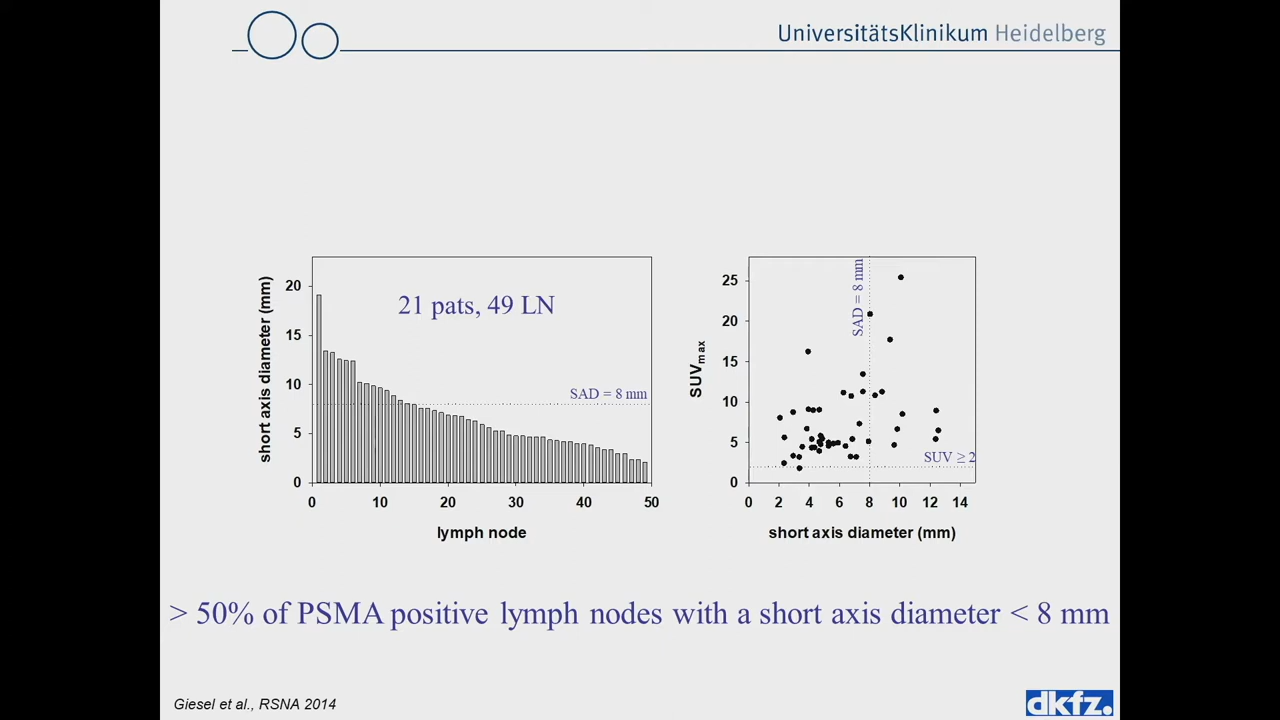 UniversitätsKlinikum Heidelberg
short axis diameter (mm)
20
15
10
5
0
21 pats, 49 LN
SAD = 8 mm
0 10 20 30 40 50
lymph node
SUVmax
25
20
15
10
5
0
SAD = 8 mm
SUV ≥ 2
0 2 4 6 8 10 12 14
short axis diameter (mm)
> 50% of PSMA positive lymph nodes with a short axis diameter < 8 mm
Giesel et al., RSNA 2014
dkfz.